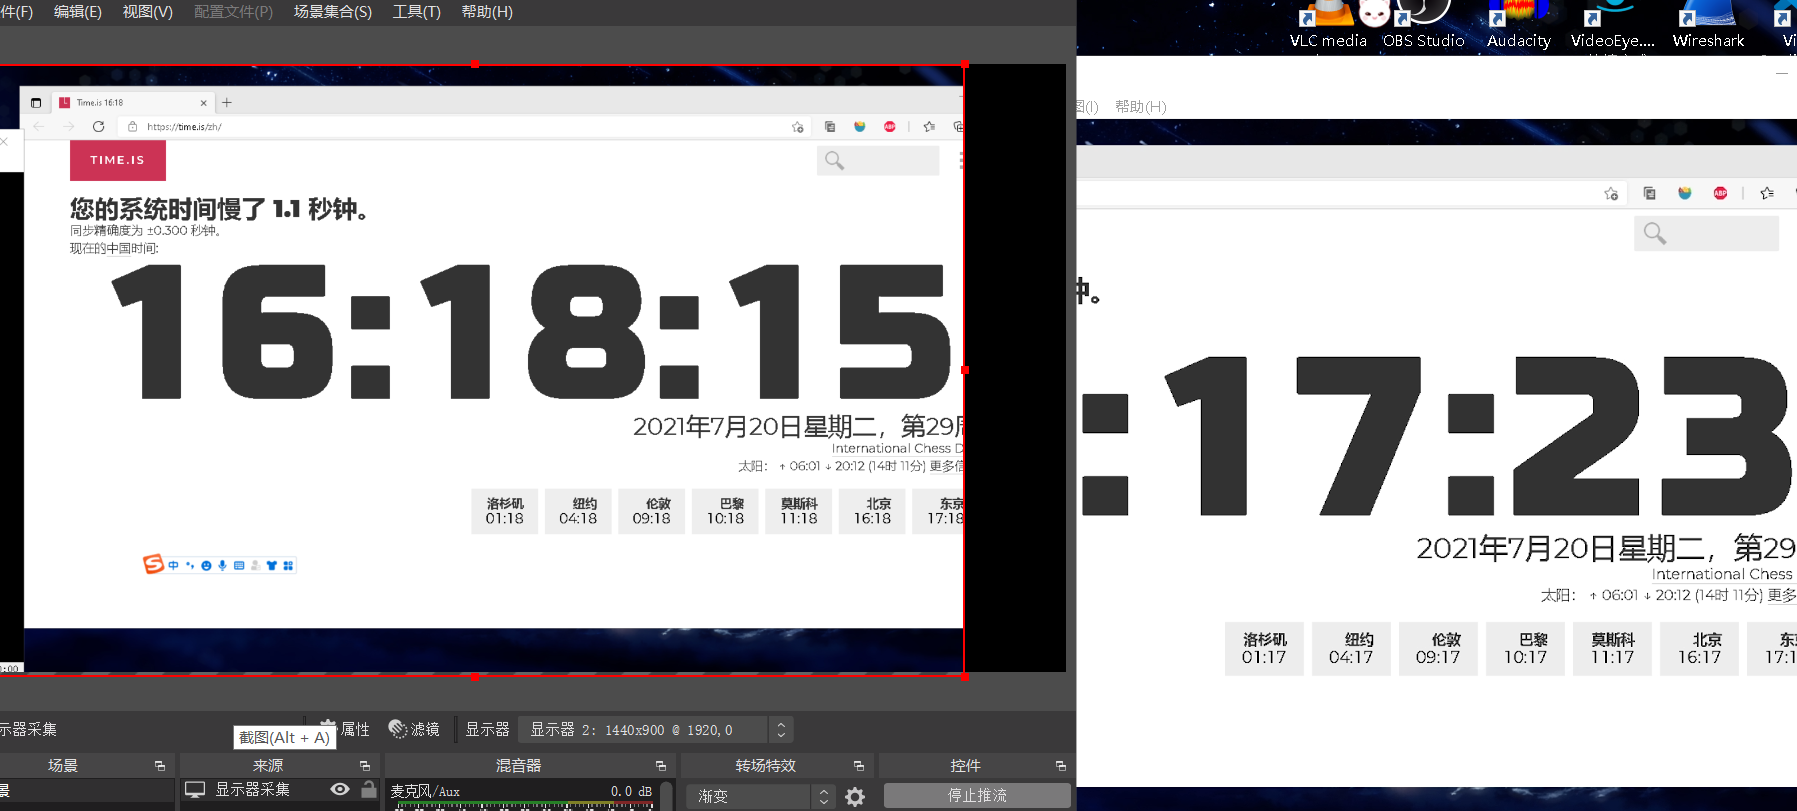 件(F) 编辑(E) 视图(V) 配置文件(P) 场景集合(S) 工具(T) 帮助(H)
Time.is 16:18
https://time.is/zh/
TIME.IS
您的系统时间慢了 1.1 秒钟。
同步精确度为 ±0.300 秒钟。
现在的中国时间:
16:18:15
2021年7月20日星期二，第29周
International Chess D
太阳： ↑ 06:01 ↓ 20:12 (14时 11分) 更多信
洛杉矶 纽约 伦敦 巴黎 莫斯科 北京 东京
01:18 04:18 09:18 10:18 11:18 16:18 17:18
中
:00
示器采集 属性 滤镜 显示器 显示器 2: 1440x900 @ 1920,0
截图(Alt + A)
场景 来源 混音器 转场特效 控件
景 显示器采集 麦克风/Aux 0.0 dB 渐变 停止推流
VLC media OBS Studio Audacity VideoEye.... Wireshark Vi
图(I) 帮助(H)
ABP
钟。
:17:23
2021年7月20日星期二，第29
International Chess
太阳： ↑ 06:01 ↓ 20:12 (14时 11分) 更多
洛杉矶 纽约 伦敦 巴黎 莫斯科 北京 东
01:17 04:17 09:17 10:17 11:17 16:17 17:1